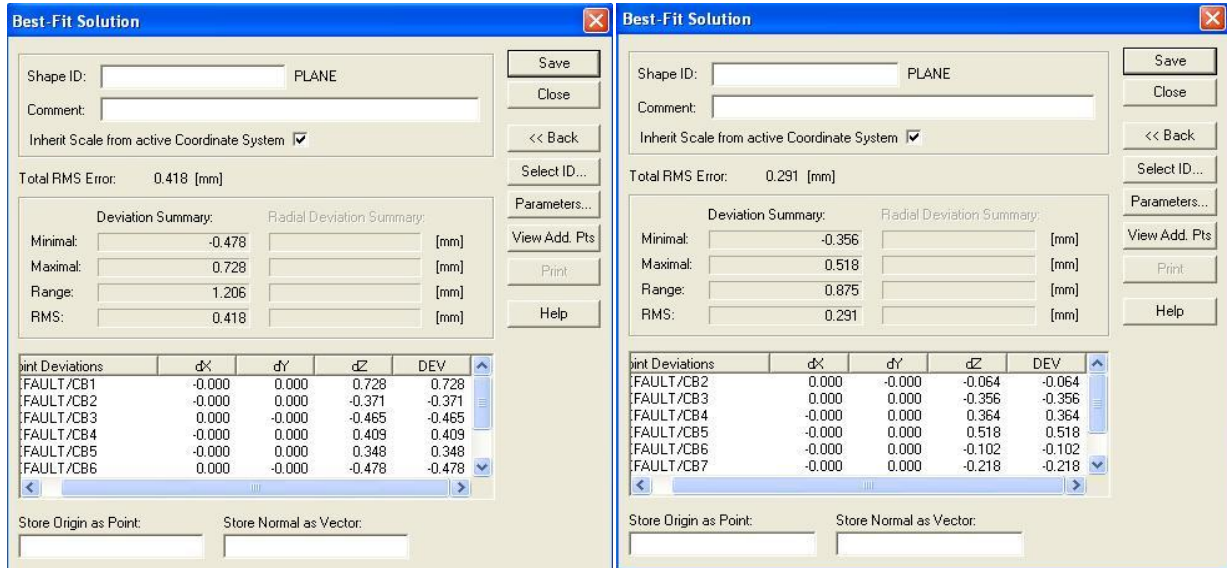 Best-Fit Solution
Shape ID: PLANE
Comment:
Inherit Scale from active Coordinate System
Total RMS Error: 0.418 [mm]
Deviation Summary: Radial Deviation Summary:
Minimal: -0.478 [mm]
Maximal: 0.728 [mm]
Range: 1.206 [mm]
RMS: 0.418 [mm]
Save
Close
<< Back
Select ID...
Parameters...
View Add. Pts
Print
Help
oint Deviations dX dY dZ DEV
FAULT/CB1 -0.000 0.000 0.728 0.728
FAULT/CB2 -0.000 0.000 -0.371 -0.371
FAULT/CB3 0.000 -0.000 -0.465 -0.465
FAULT/CB4 -0.000 0.000 0.409 0.409
FAULT/CB5 -0.000 0.000 0.348 0.348
FAULT/CB6 0.000 -0.000 -0.478 -0.478
Store Origin as Point: Store Normal as Vector:
Best-Fit Solution
Shape ID: PLANE
Comment:
Inherit Scale from active Coordinate System
Total RMS Error: 0.291 [mm]
Deviation Summary: Radial Deviation Summary:
Minimal: -0.356 [mm]
Maximal: 0.518 [mm]
Range: 0.875 [mm]
RMS: 0.291 [mm]
Save
Close
<< Back
Select ID...
Parameters...
View Add. Pts
Print
Help
oint Deviations dX dY dZ DEV
FAULT/CB2 0.000 -0.000 -0.064 -0.064
FAULT/CB3 0.000 -0.000 -0.356 -0.356
FAULT/CB4 -0.000 0.000 0.364 0.364
FAULT/CB5 -0.000 0.000 0.518 0.518
FAULT/CB6 -0.000 0.000 -0.102 -0.102
FAULT/CB7 -0.000 0.000 -0.218 -0.218
Store Origin as Point: Store Normal as Vector: